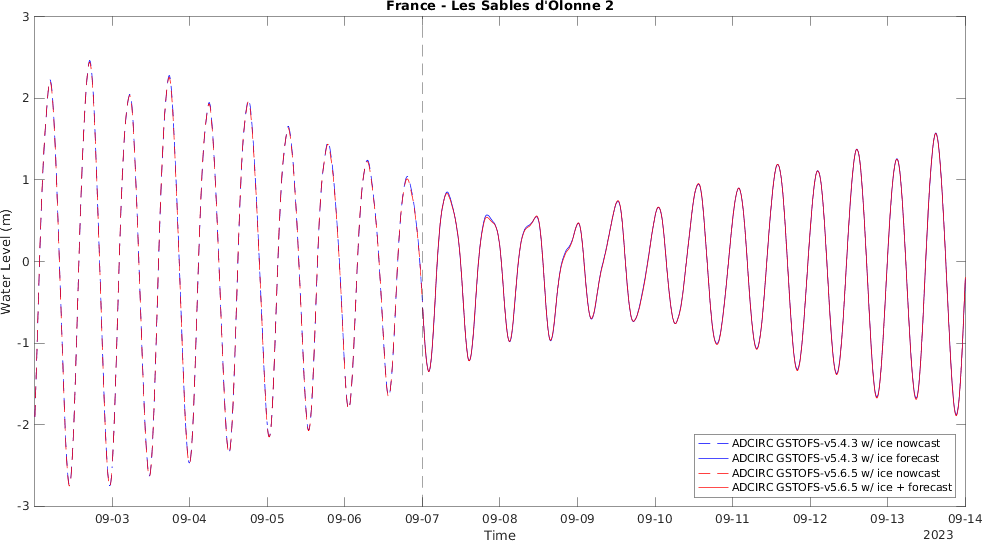 France - Les Sables d'Olonne 2
Water Level (m)
3
2
1
0
-1
-2
-3
09-03 09-04 09-05 09-06 09-07 09-08 09-09 09-10 09-11 09-12 09-13 09-14
Time
2023
ADCIRC GSTOFS-v5.4.3 w/ ice nowcast
ADCIRC GSTOFS-v5.4.3 w/ ice forecast
ADCIRC GSTOFS-v5.6.5 w/ ice nowcast
ADCIRC GSTOFS-v5.6.5 w/ ice + forecast